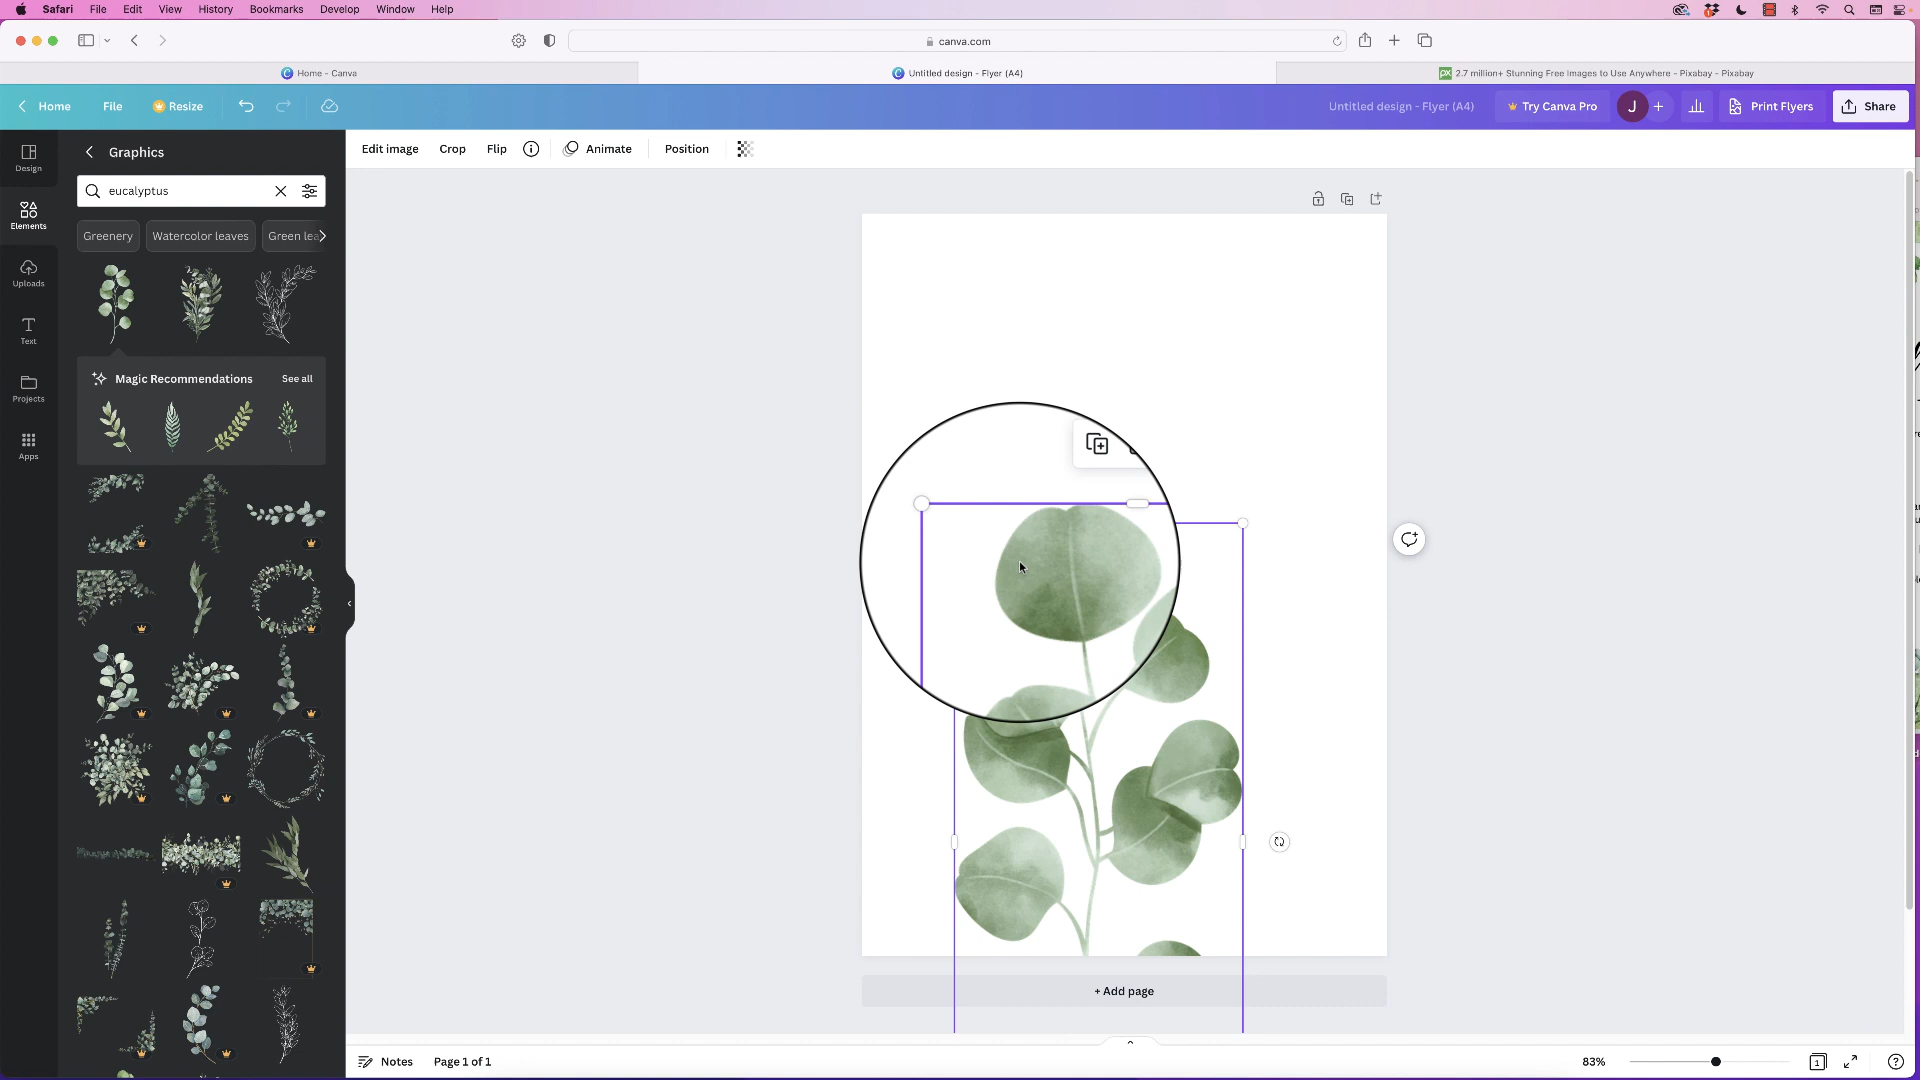 Safari File Edit View History Bookmarks Develop Window Help
canva.com
Home - Canva
Untitled design - Flyer (A4)
PX 2.7 million+ Stunning Free Images to Use Anywhere - Pixabay - Pixabay
Home File Resize
Untitled design - Flyer (A4) Try Canva Pro J + Print Flyers Share
Design
Elements
Uploads
Text
Projects
Apps
Graphics
eucalyptus
Greenery Watercolor leaves Green lea
Magic Recommendations See all
Edit image Crop Flip Animate Position
+ Add page
Notes Page 1 of 1
83% 1 ?